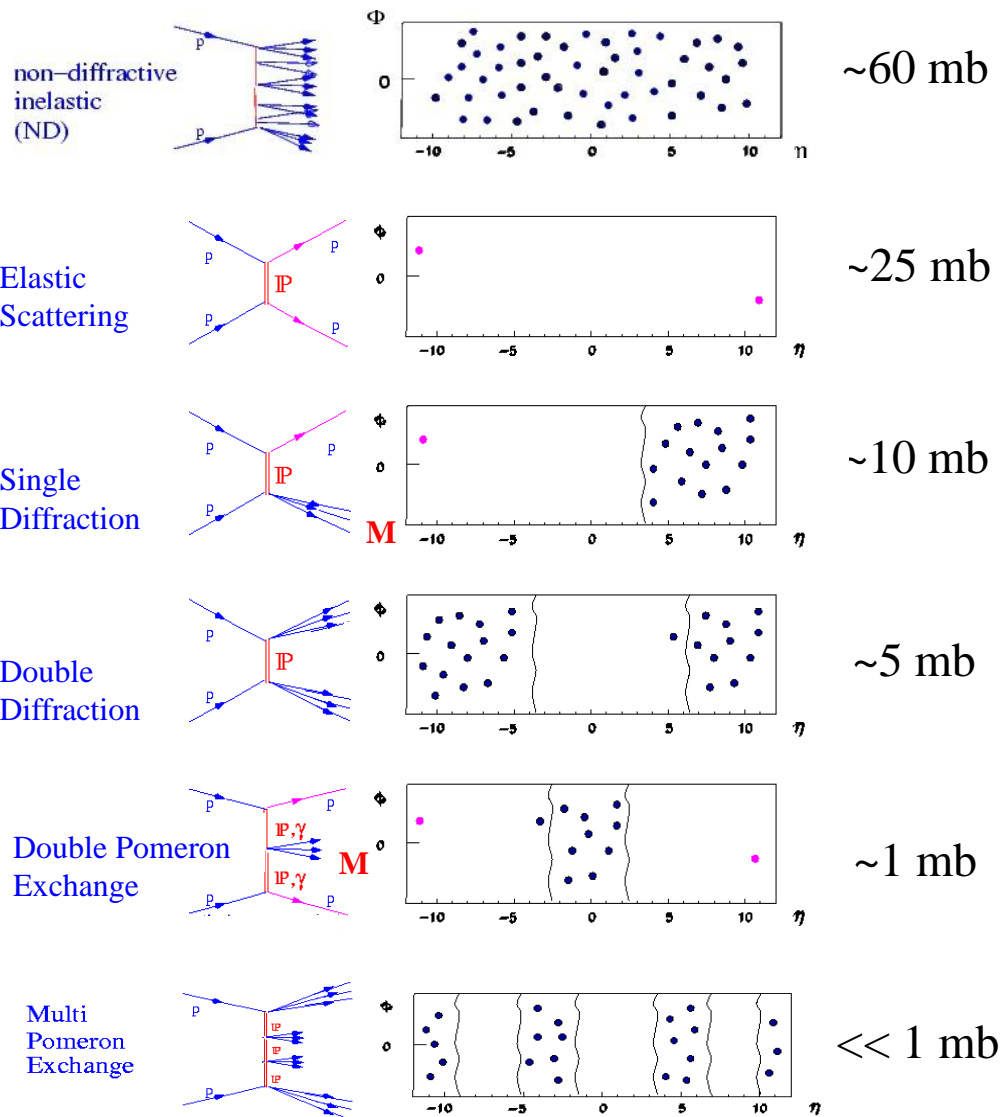 Φ
p
non-diffractive
inelastic
(ND)
0
~60 mb
p
-10 -5 0 5 10 η
Φ
p p
Elastic
Scattering
ℙ
0
~25 mb
p p
-10 -5 0 5 10 η
Φ
p p
Single
Diffraction
ℙ
0
~10 mb
p
M
-10 -5 0 5 10 η
Φ
p
Double
Diffraction
ℙ
0
~5 mb
p
-10 -5 0 5 10 η
Φ
p p
ℙ,γ
Double Pomeron
Exchange
M
0
~1 mb
ℙ,γ
p p
-10 -5 0 5 10 η
Φ
p
Multi
Pomeron
Exchange
ℙ
ℙ
ℙ
0
<< 1 mb
p
-10 -5 0 5 10 η